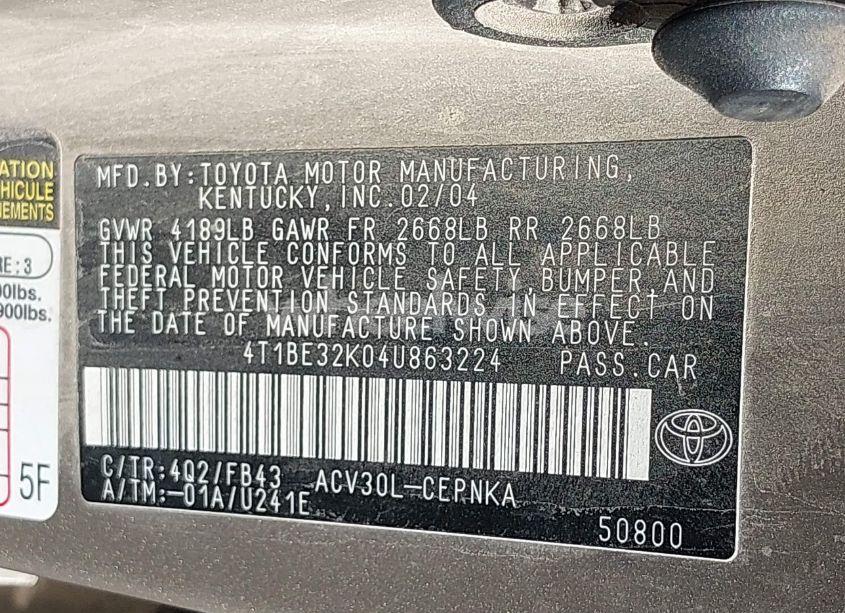 ATION
HICULE
NEMENTS
RE: 3
00lbs.
900lbs.
5F
MFD.BY:TOYOTA MOTOR MANUFACTURING,
KENTUCKY,INC.02/04
GVWR 4189LB GAWR FR 2668LB RR 2668LB
THIS VEHICLE CONFORMS TO ALL APPLICABLE
FEDERAL MOTOR VEHICLE SAFETY,BUMPER,AND
THEFT PREVENTION STANDARDS IN EFFECT ON
THE DATE OF MANUFACTURE SHOWN ABOVE.
4T1BE32K04U863224 PASS.CAR
C/TR:4Q2/FB43 ACV30L-CEPNKA
A/TM:-01A/U241E
50800